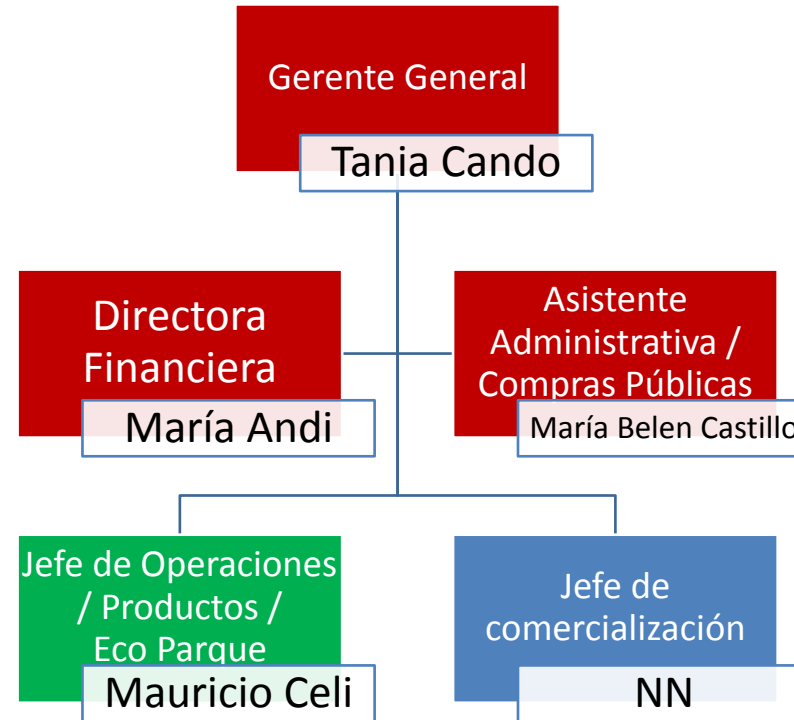 Gerente General
Tania Cando
Directora
Financiera
María Andi
Asistente
Administrativa /
Compras Públicas
María Belen Castillo
Jefe de Operaciones
/ Productos /
Eco Parque
Mauricio Celi
Jefe de
comercialización
NN